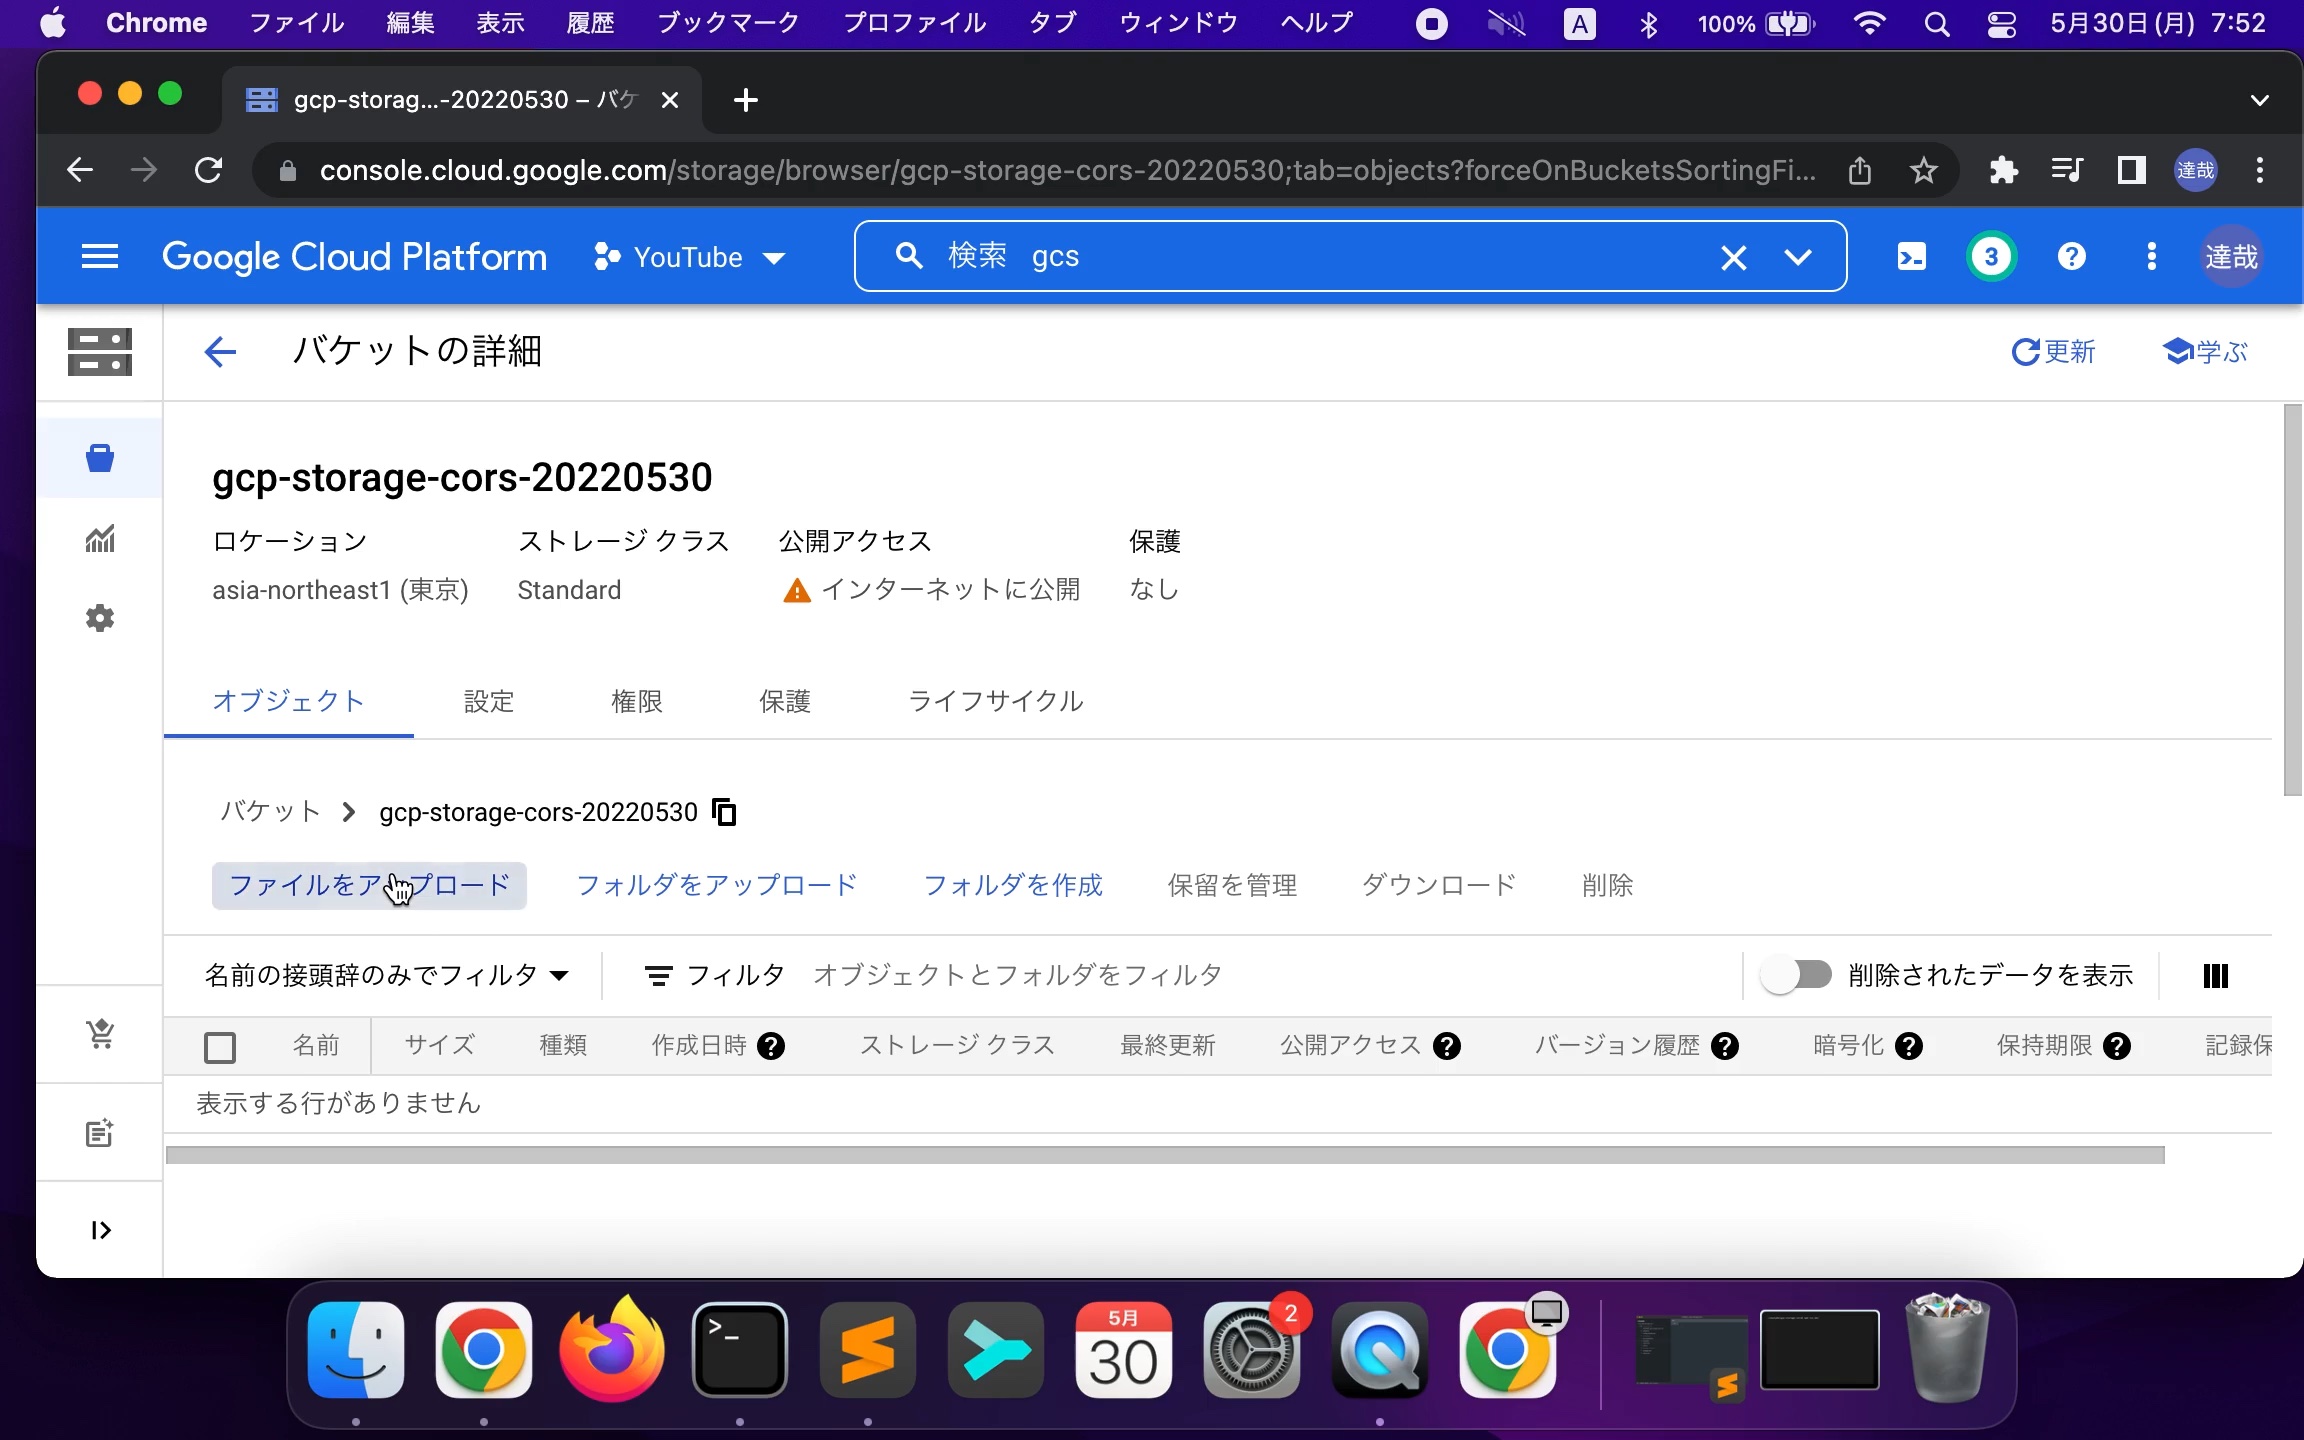 Chrome ファイル 編集 表示 履歴 ブックマーク プロファイル タブ ウィンドウ ヘルプ A 100% 5月30日(月) 7:52
gcp-storag...-20220530 – バケ
console.cloud.google.com/storage/browser/gcp-storage-cors-20220530;tab=objects?forceOnBucketsSortingFi... 達哉
Google Cloud Platform YouTube 検索 gcs 3 達哉
バケットの詳細 更新 学ぶ
gcp-storage-cors-20220530
ロケーション ストレージ クラス 公開アクセス 保護
asia-northeast1 (東京) Standard インターネットに公開 なし
オブジェクト 設定 権限 保護 ライフサイクル
バケット > gcp-storage-cors-20220530
ファイルをアップロード フォルダをアップロード フォルダを作成 保留を管理 ダウンロード 削除
名前の接頭辞のみでフィルタ フィルタ オブジェクトとフォルダをフィルタ 削除されたデータを表示
名前 サイズ 種類 作成日時 ストレージ クラス 最終更新 公開アクセス バージョン履歴 暗号化 保持期限 記録保
表示する行がありません
5月 2
30